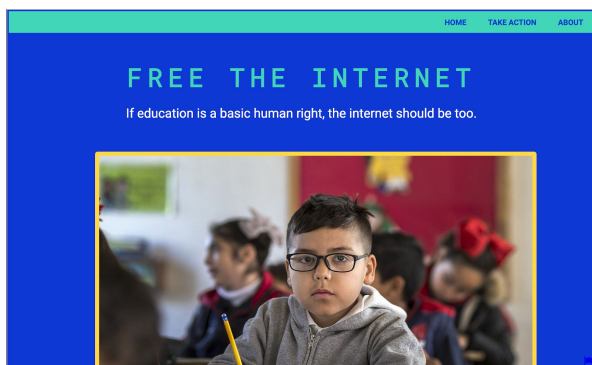 HOME TAKE ACTION ABOUT
FREE THE INTERNET
If education is a basic human right, the internet should be too.